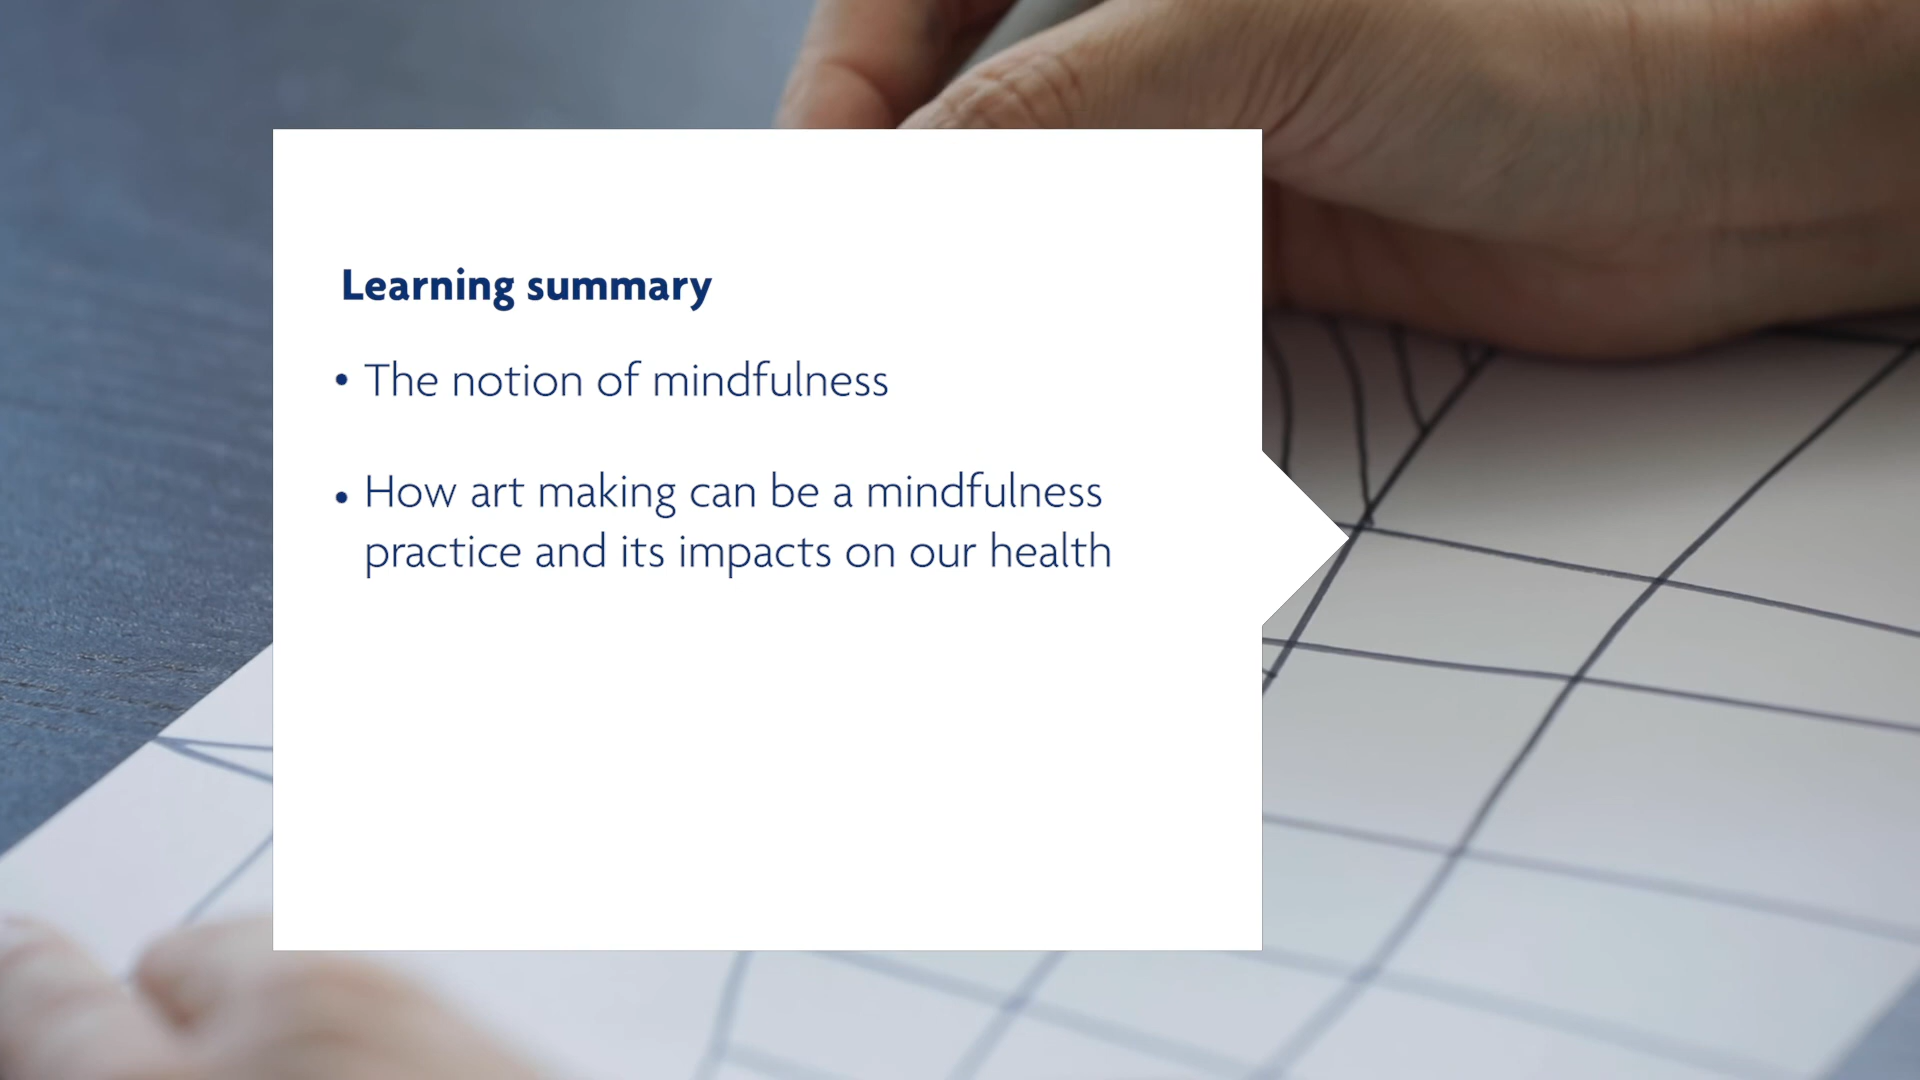 Learning summary
• The notion of mindfulness
• How art making can be a mindfulness
practice and its impacts on our health